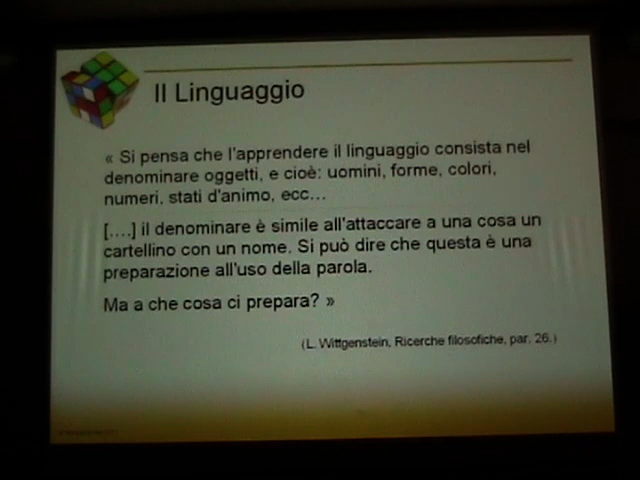 Il Linguaggio
« Si pensa che l'apprendere il linguaggio consista nel
denominare oggetti, e cioè: uomini, forme, colori,
numeri, stati d'animo, ecc...
[....] il denominare è simile all'attaccare a una cosa un
cartellino con un nome. Si può dire che questa è una
preparazione all'uso della parola.
Ma a che cosa ci prepara? »
(L. Wittgenstein, Ricerche filosofiche, par. 26.)